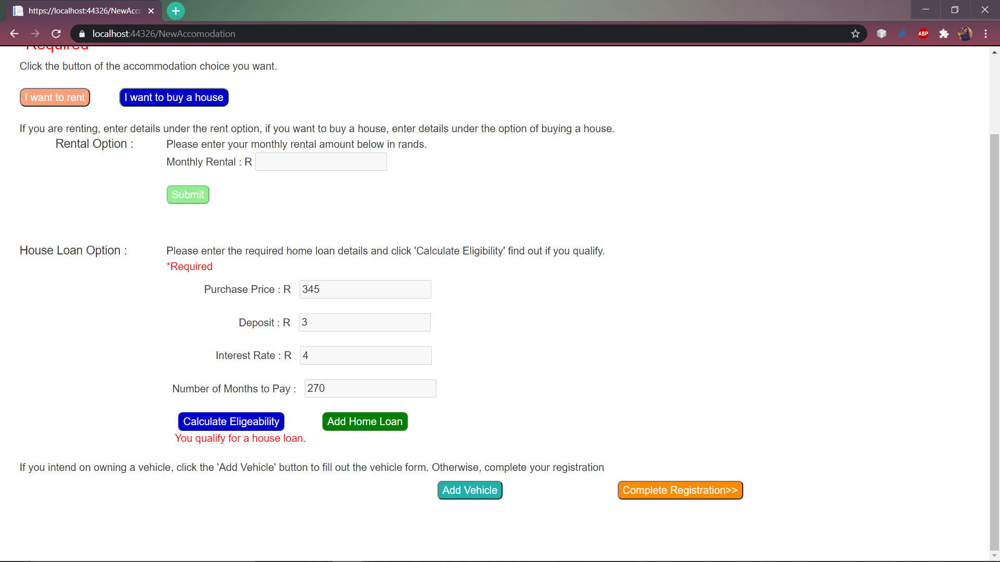 https://localhost:44326/NewAcco
localhost:44326/NewAccomodation
ABP
Required
Click the button of the accommodation choice you want.
I want to rent
I want to buy a house
If you are renting, enter details under the rent option, if you want to buy a house, enter details under the option of buying a house.
Rental Option : Please enter your monthly rental amount below in rands.
Monthly Rental : R
Submit
House Loan Option : Please enter the required home loan details and click 'Calculate Eligibility' find out if you qualify.
*Required
Purchase Price : R 345
Deposit : R 3
Interest Rate : R 4
Number of Months to Pay : 270
Calculate Eligeability
Add Home Loan
You qualify for a house loan.
If you intend on owning a vehicle, click the 'Add Vehicle' button to fill out the vehicle form. Otherwise, complete your registration
Add Vehicle
Complete Registration>>